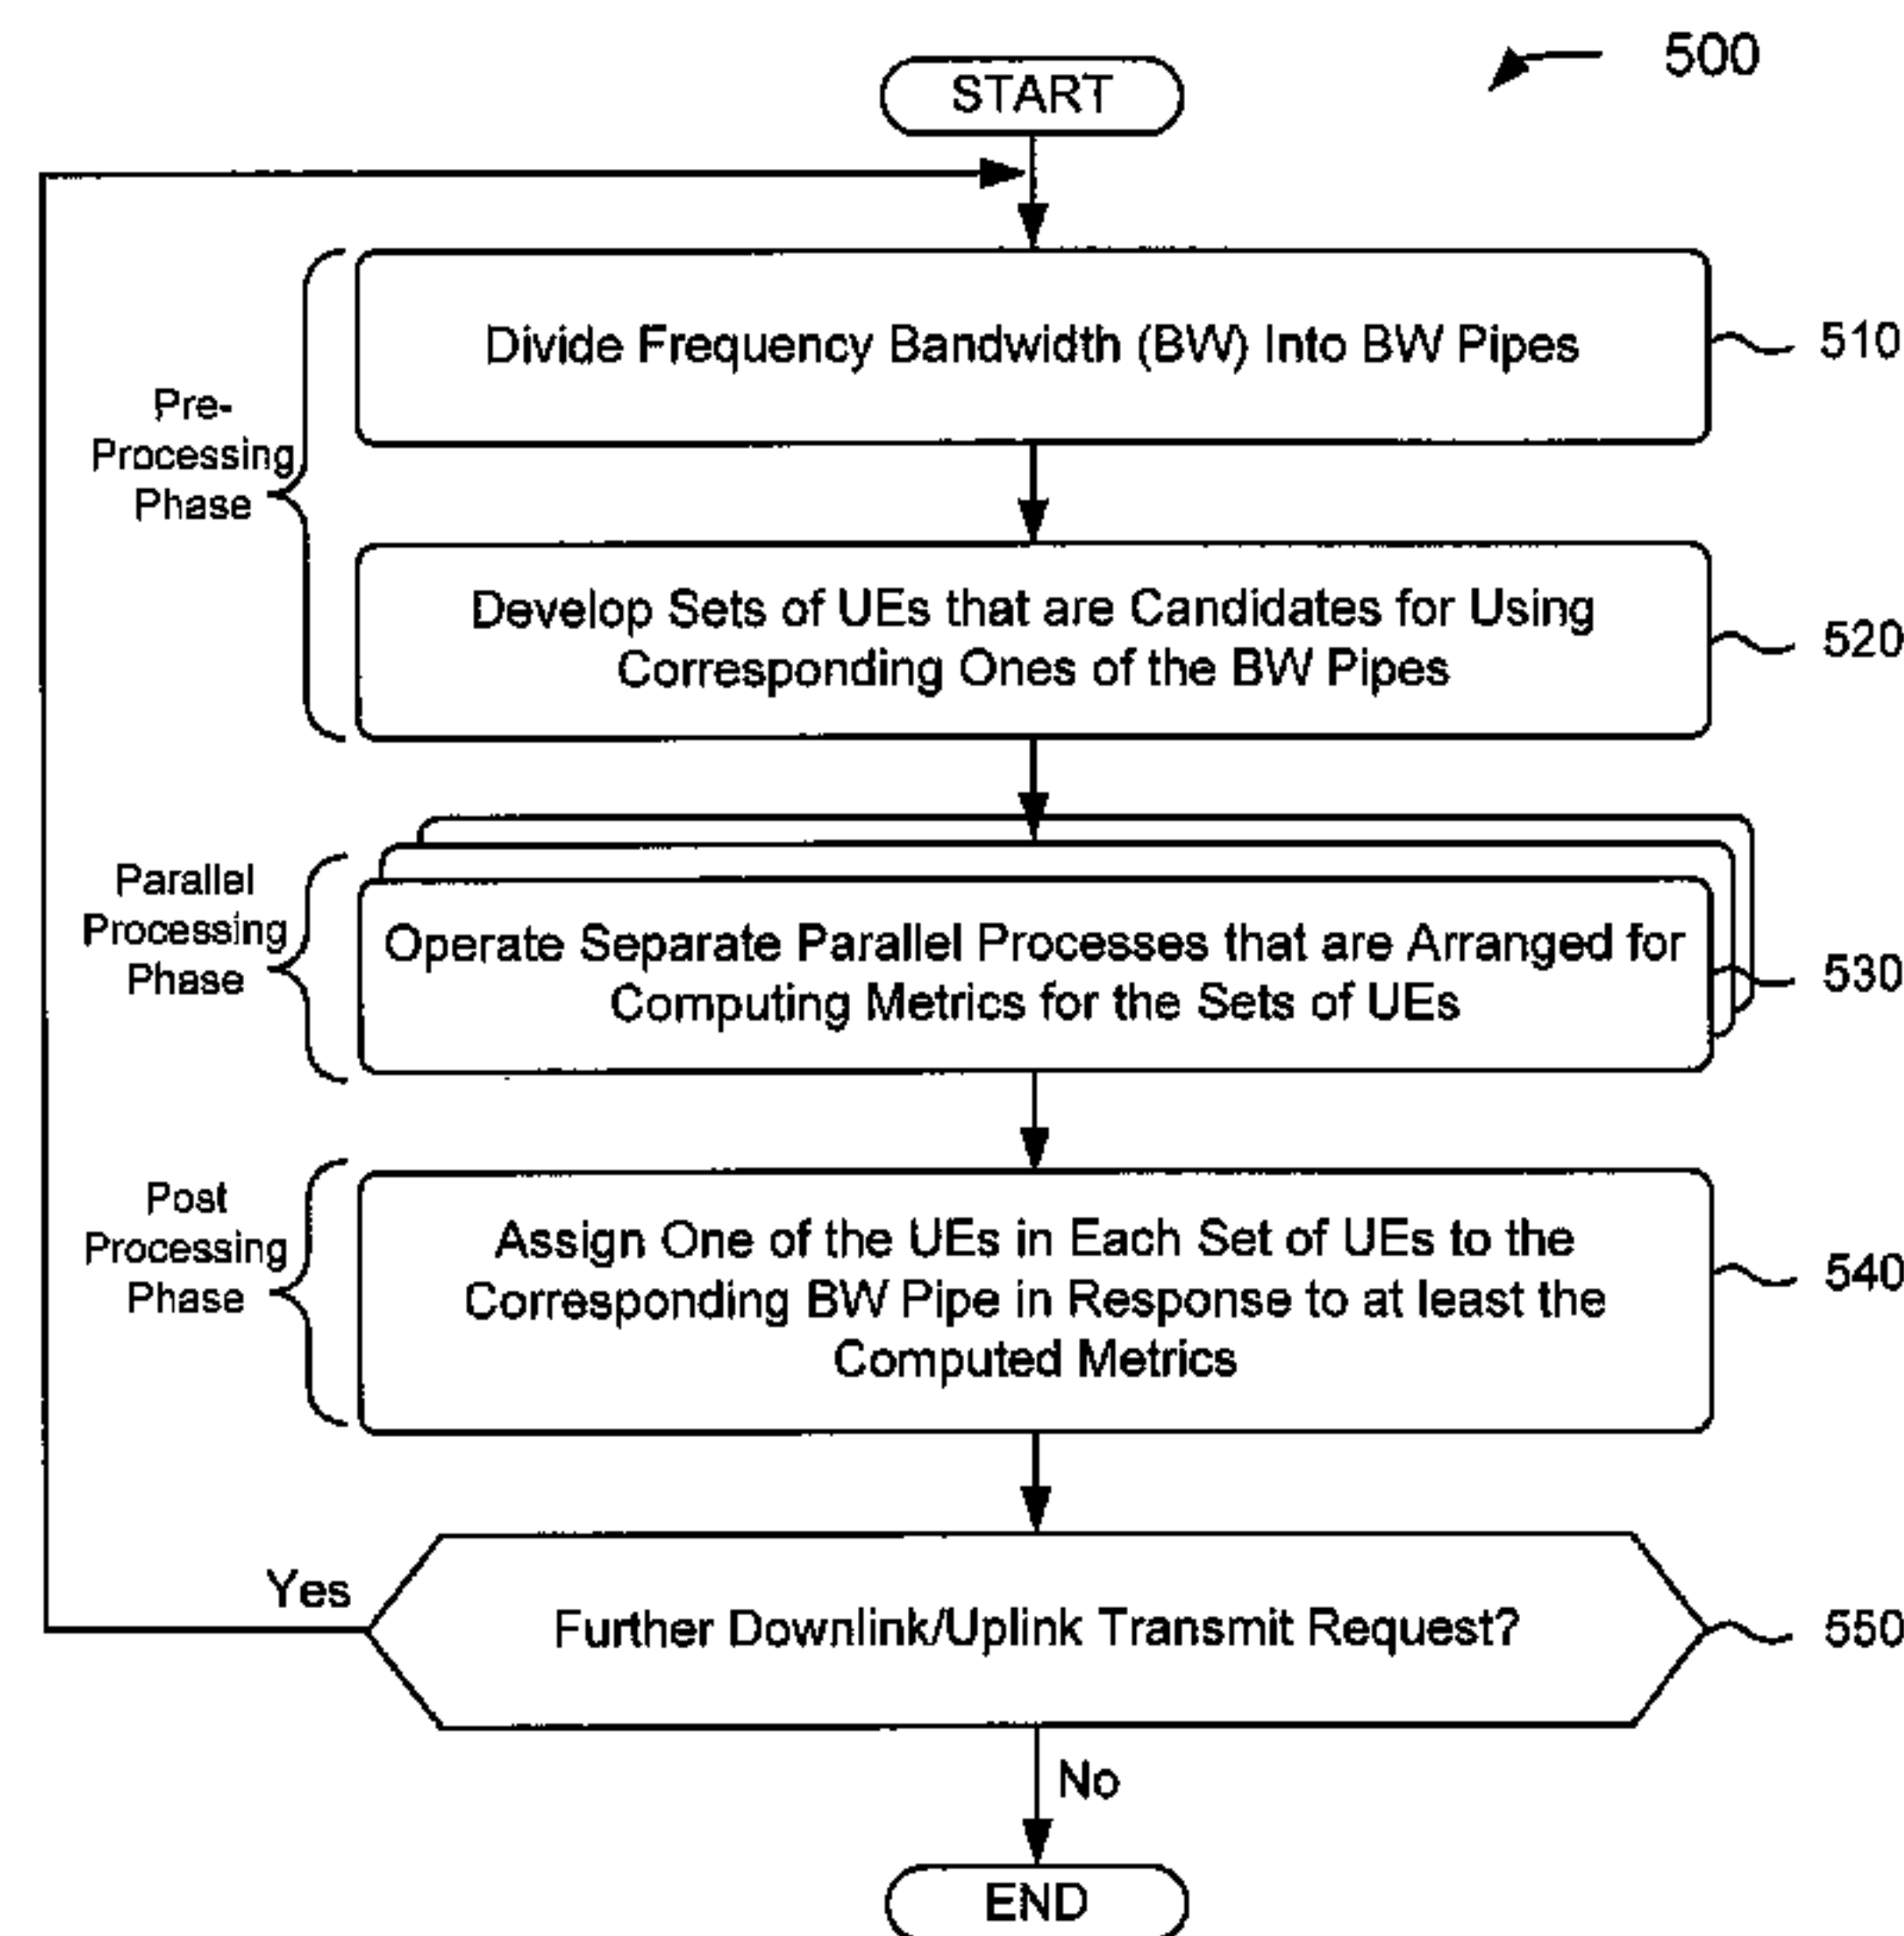 500
START
Divide Frequency Bandwidth (BW) Into BW Pipes
510
Pre-
Processing
Phase
Develop Sets of UEs that are Candidates for Using
Corresponding Ones of the BW Pipes
520
Parallel
Processing
Phase
Operate Separate Parallel Processes that are Arranged for
Computing Metrics for the Sets of UEs
530
Post
Processing
Phase
Assign One of the UEs in Each Set of UEs to the
Corresponding BW Pipe in Response to at least the
Computed Metrics
540
Yes
Further Downlink/Uplink Transmit Request?
550
No
END